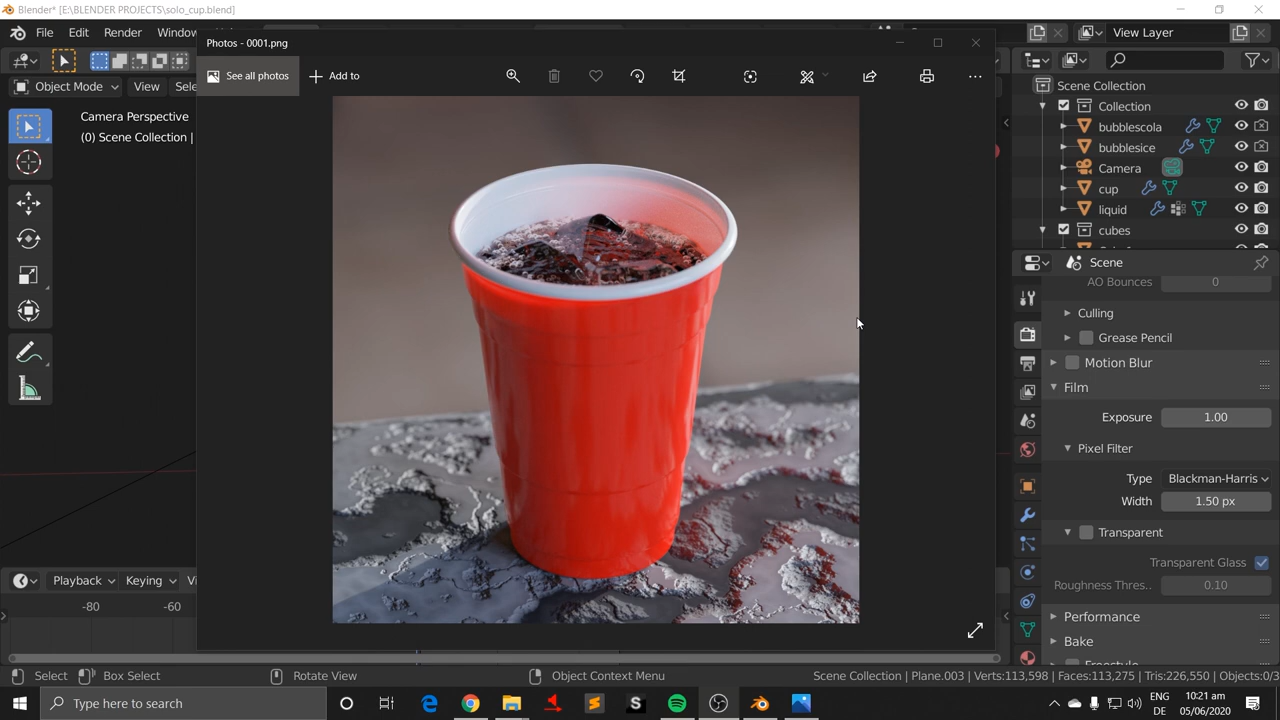 Blender* [E:\BLENDER PROJECTS\solo_cup.blend]
File Edit Render Window
View Layer
Photos - 0001.png
See all photos
Add to
Object Mode
View
Camera Perspective
(0) Scene Collection |
Scene Collection
Collection
bubblescola
bubblesice
Camera
cup
liquid
cubes
Scene
AO Bounces 0
Culling
Grease Pencil
Motion Blur
Film
Exposure 1.00
Pixel Filter
Type Blackman-Harris
Width 1.50 px
Transparent
Transparent Glass
Roughness Thres.. 0.10
Performance
Bake
Playback Keying
-80 -60
Select Box Select Rotate View Object Context Menu
Scene Collection | Plane.003 | Verts:113,598 | Faces:113,275 | Tris:226,550 | Objects:0/3
Type here to search
ENG 10:21 am
DE 05/06/2020